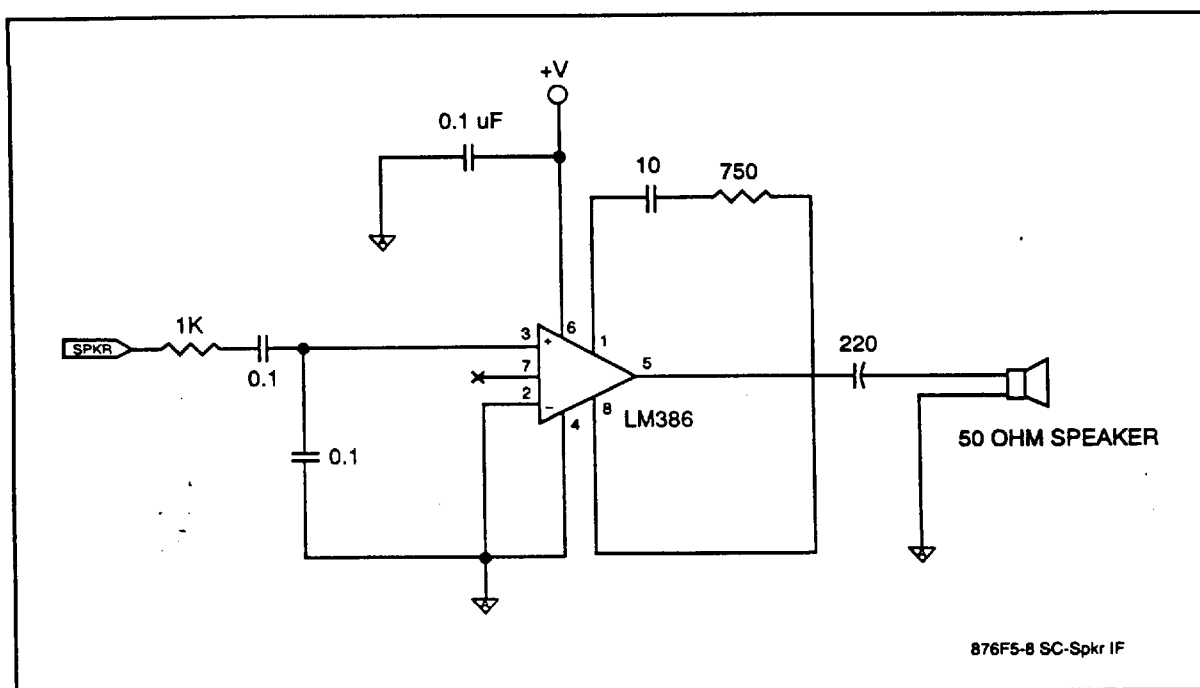 +V
0.1 uF
10
750
SPKR
1K
0.1
3
+
6
1
7
2
-
4
8
5
LM386
220
0.1
50 OHM SPEAKER
A
A
A
876F5-8 SC-Spkr IF